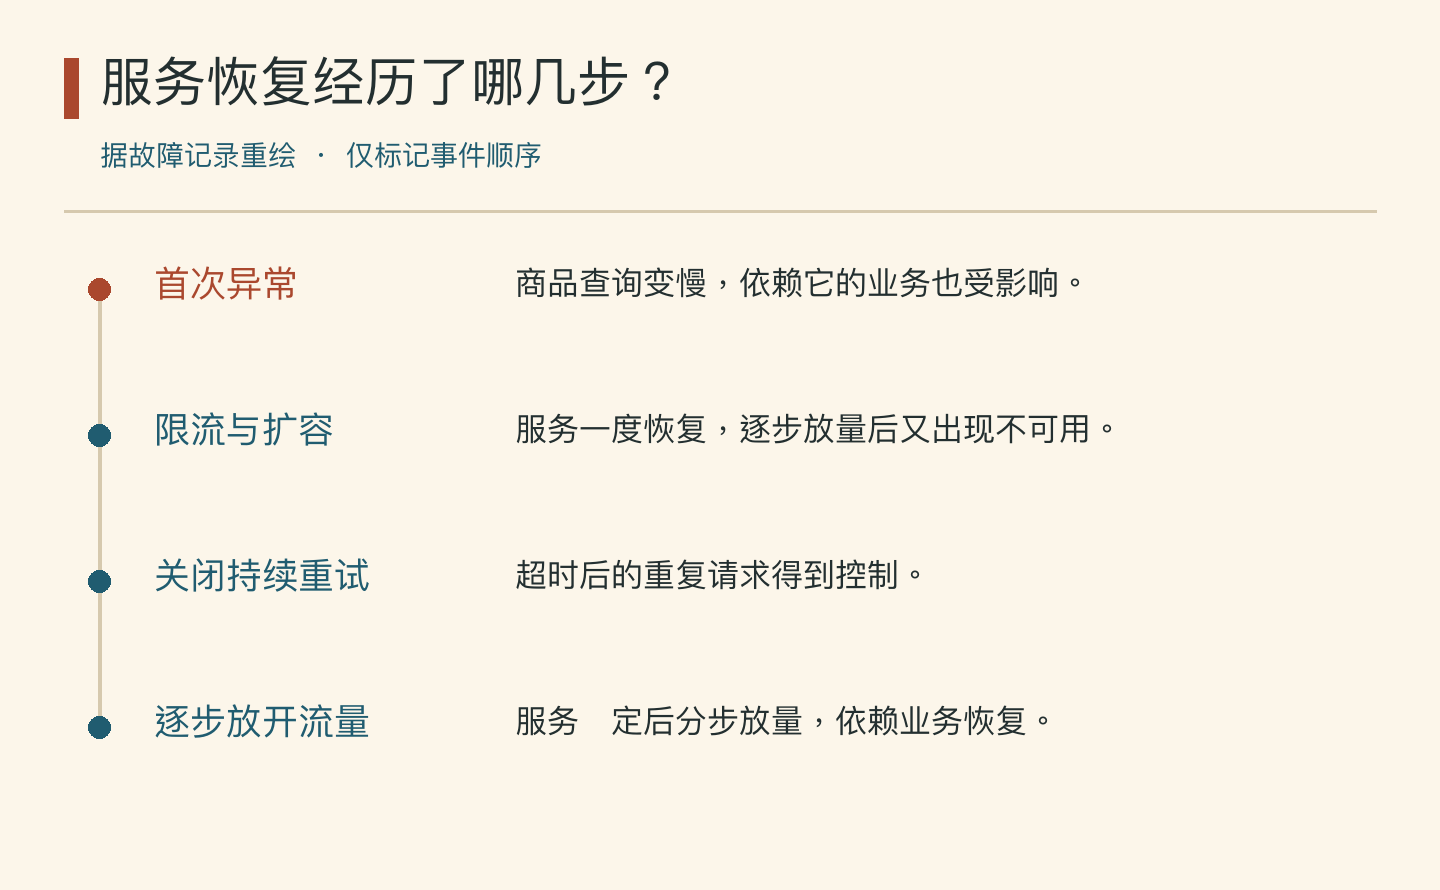 服务恢复经历了哪几步？
据故障记录重绘 · 仅标记事件顺序
首次异常 商品查询变慢，依赖它的业务也受影响。
限流与扩容 服务一度恢复，逐步放量后又出现不可用。
关闭持续重试 超时后的重复请求得到控制。
逐步放开流量 服务 定后分步放量，依赖业务恢复。